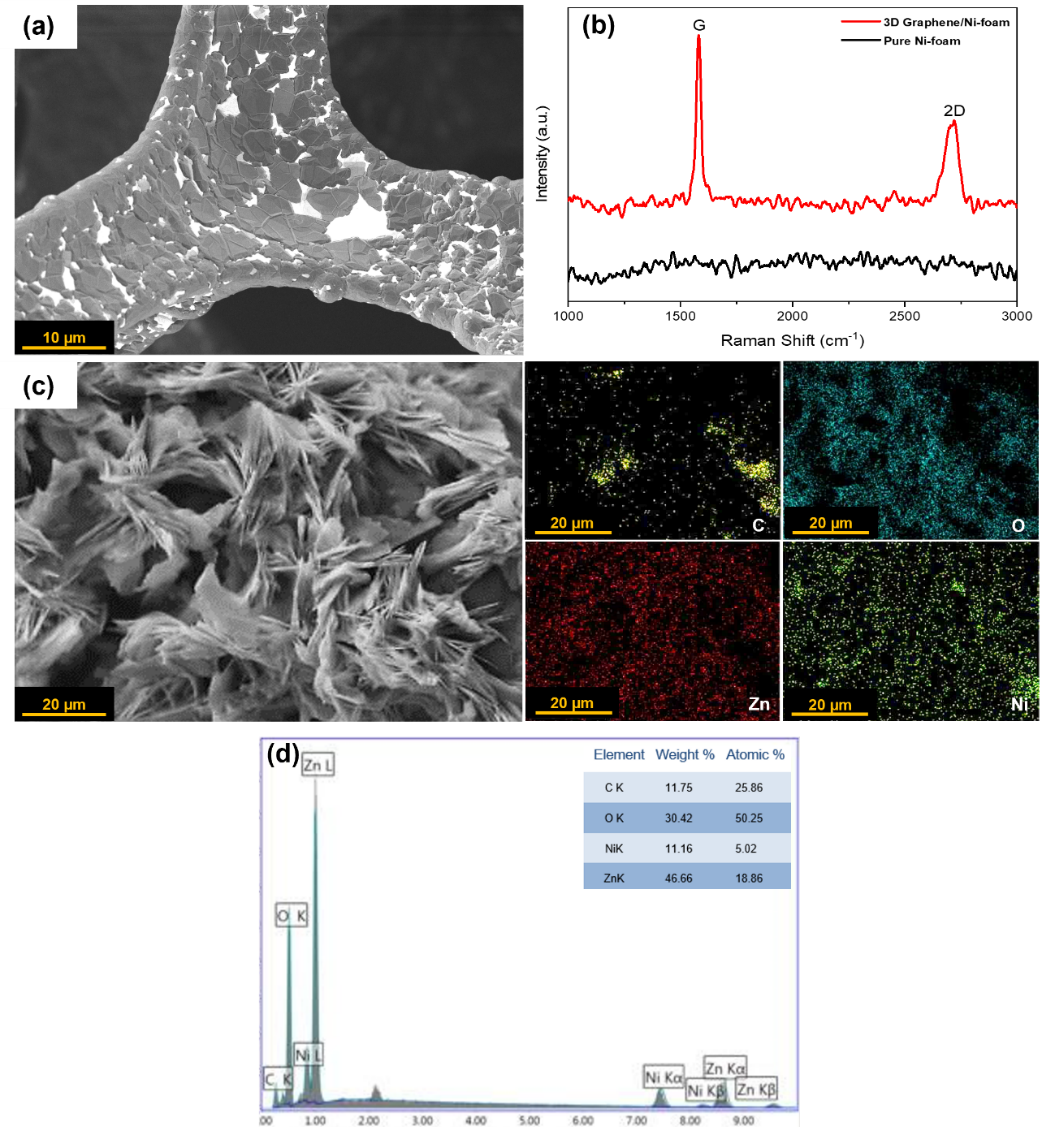 (a)
10 µm
(b)
3D Graphene/Ni-foam
Pure Ni-foam
G
2D
Intensity (a.u.)
1000 1500 2000 2500 3000
Raman Shift (cm⁻¹)
(c)
20 µm
20 µm
C
20 µm
O
20 µm
Zn
20 µm
Ni
(d)
Zn L
O K
Ni L
C K
Ni Kα
Ni Kβ
Zn Kα
Zn Kβ
Element Weight % Atomic %
C K 11.75 25.86
O K 30.42 50.25
NiK 11.16 5.02
ZnK 46.66 18.86
.00 1.00 2.00 3.00 4.00 5.00 6.00 7.00 8.00 9.00